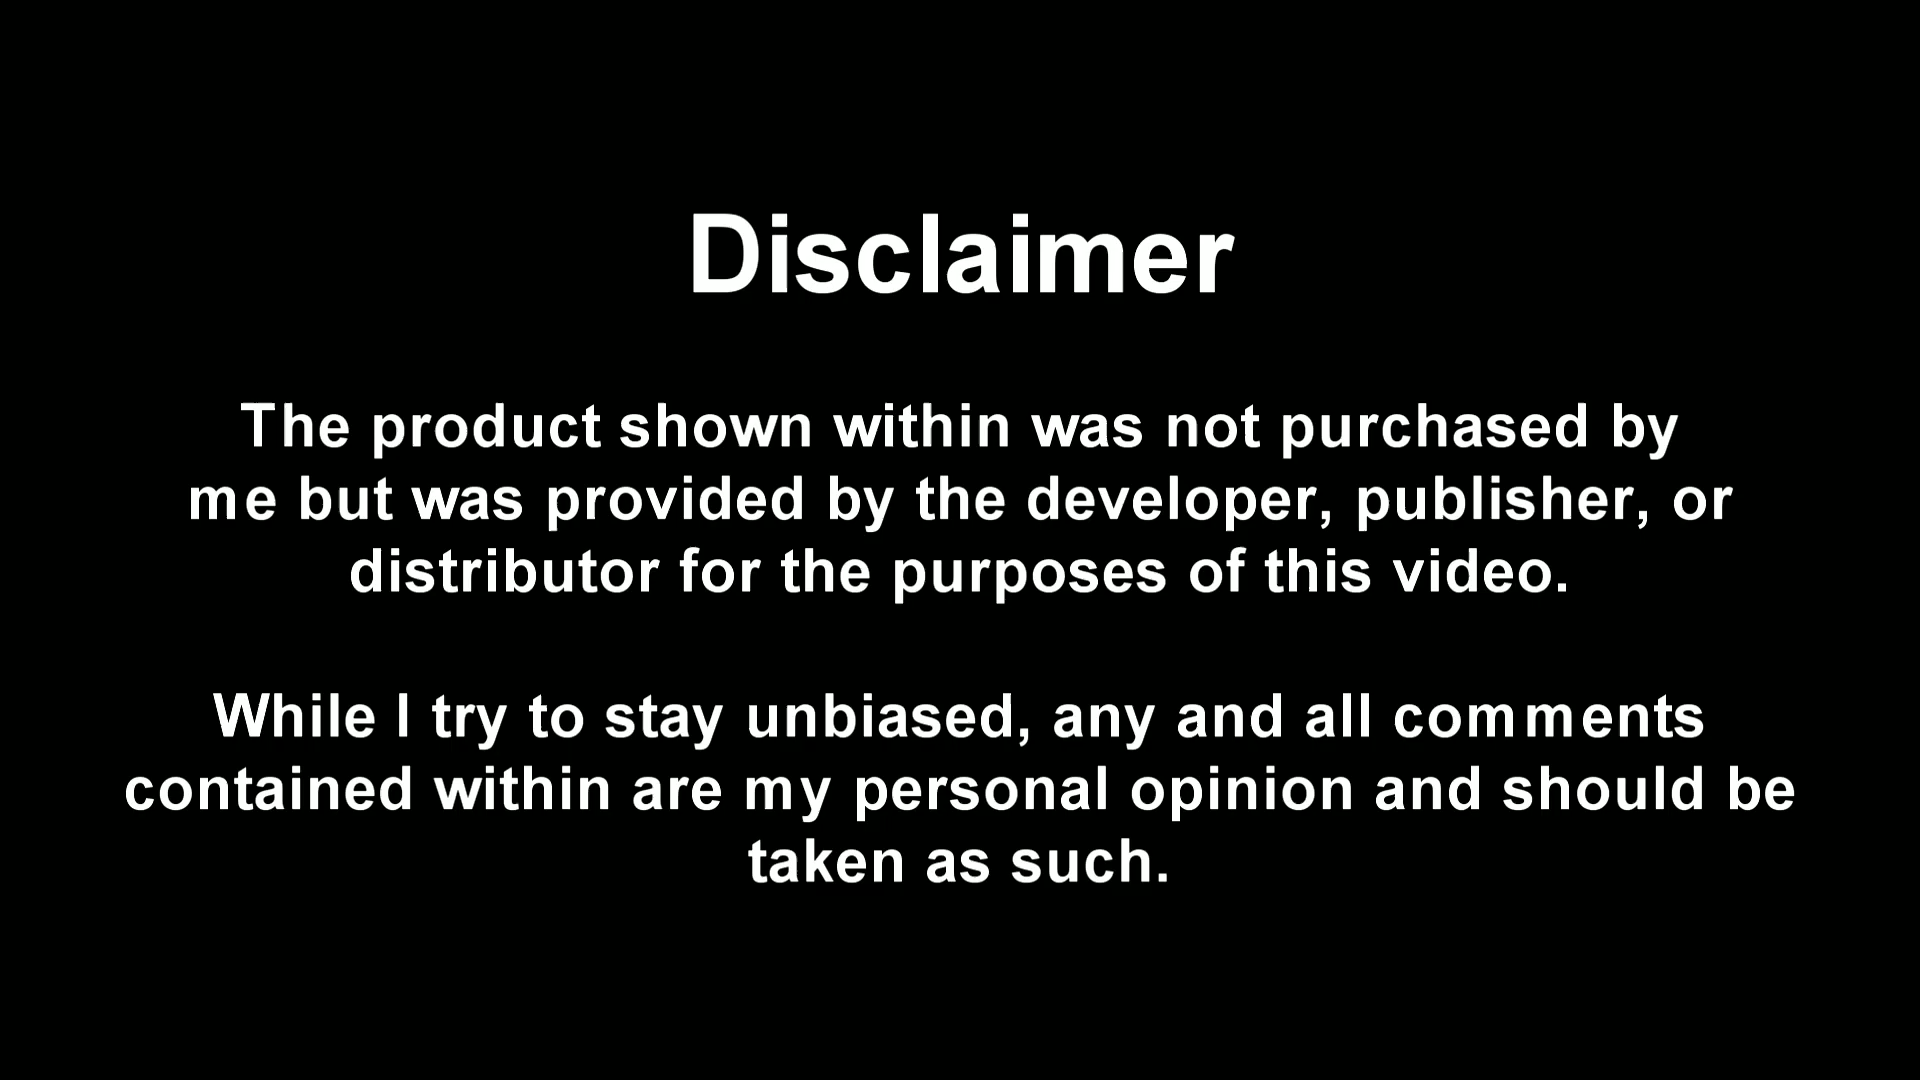 Disclaimer
The product shown within was not purchased by
me but was provided by the developer, publisher, or
distributor for the purposes of this video.
While I try to stay unbiased, any and all comments
contained within are my personal opinion and should be
taken as such.